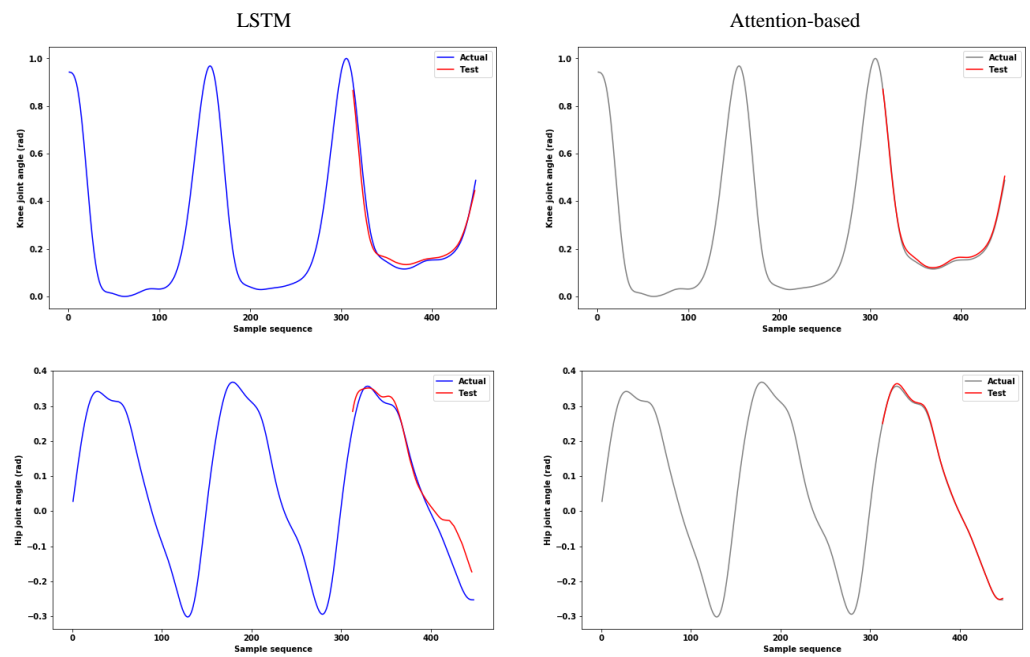 LSTM
Attention-based
1.0
0.8
0.6
0.4
0.2
0.0
Knee joint angle (rad)
Actual
Test
0
100
200
300
400
Sample sequence
1.0
0.8
0.6
0.4
0.2
0.0
Knee joint angle (rad)
Actual
Test
0
100
200
300
400
Sample sequence
0.4
0.3
0.2
0.1
0.0
−0.1
−0.2
−0.3
Hip joint angle (rad)
Actual
Test
0
100
200
300
400
Sample sequence
0.4
0.3
0.2
0.1
0.0
−0.1
−0.2
−0.3
Hip joint angle (rad)
Actual
Test
0
100
200
300
400
Sample sequence